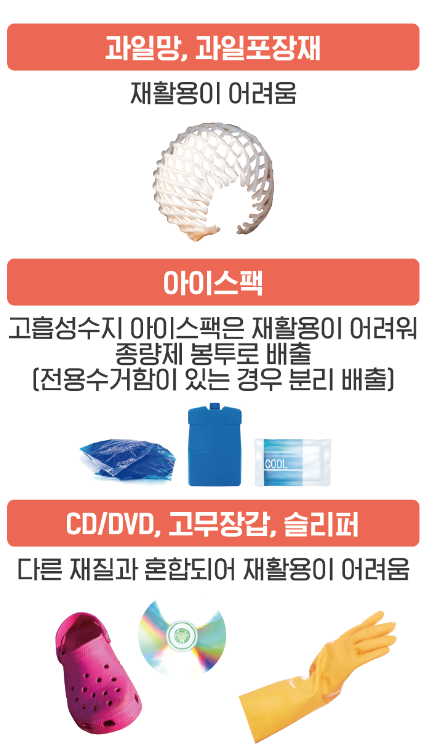 과일망, 과일포장재
재활용이 어려움
아이스팩
고흡성수지 아이스팩은 재활용이 어려워
종량제 봉투로 배출
(전용수거함이 있는 경우 분리 배출)
COOL
CD/DVD, 고무장갑, 슬리퍼
다른 재질과 혼합되어 재활용이 어려움